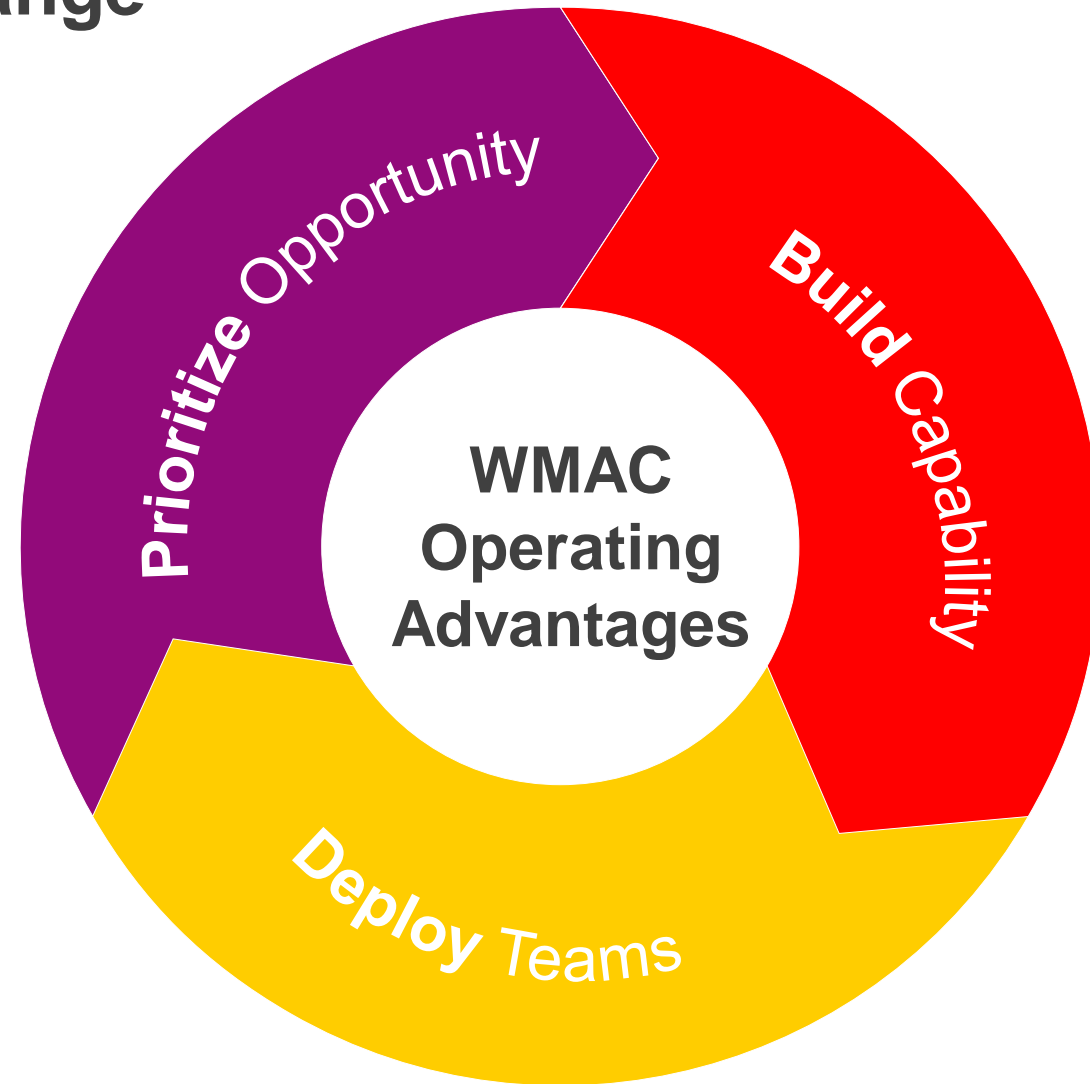 Prioritize Opportunity
Build Capability
WMAC
Operating
Advantages
Deploy Teams